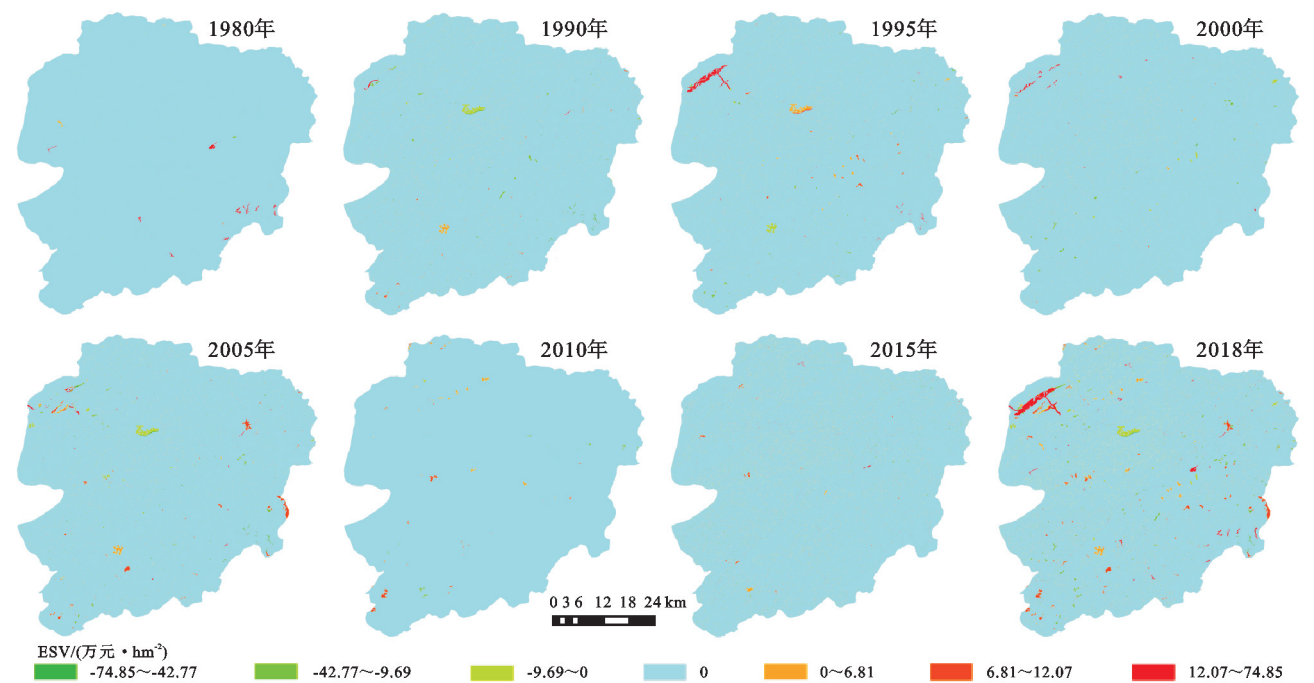 1980年
1990年
1995年
2000年
2005年
2010年
2015年
2018年
0 3 6 12 18 24 km
ESV/(万元·hm⁻²)
-74.85～-42.77
-42.77～-9.69
-9.69～0
0
0～6.81
6.81～12.07
12.07～74.85